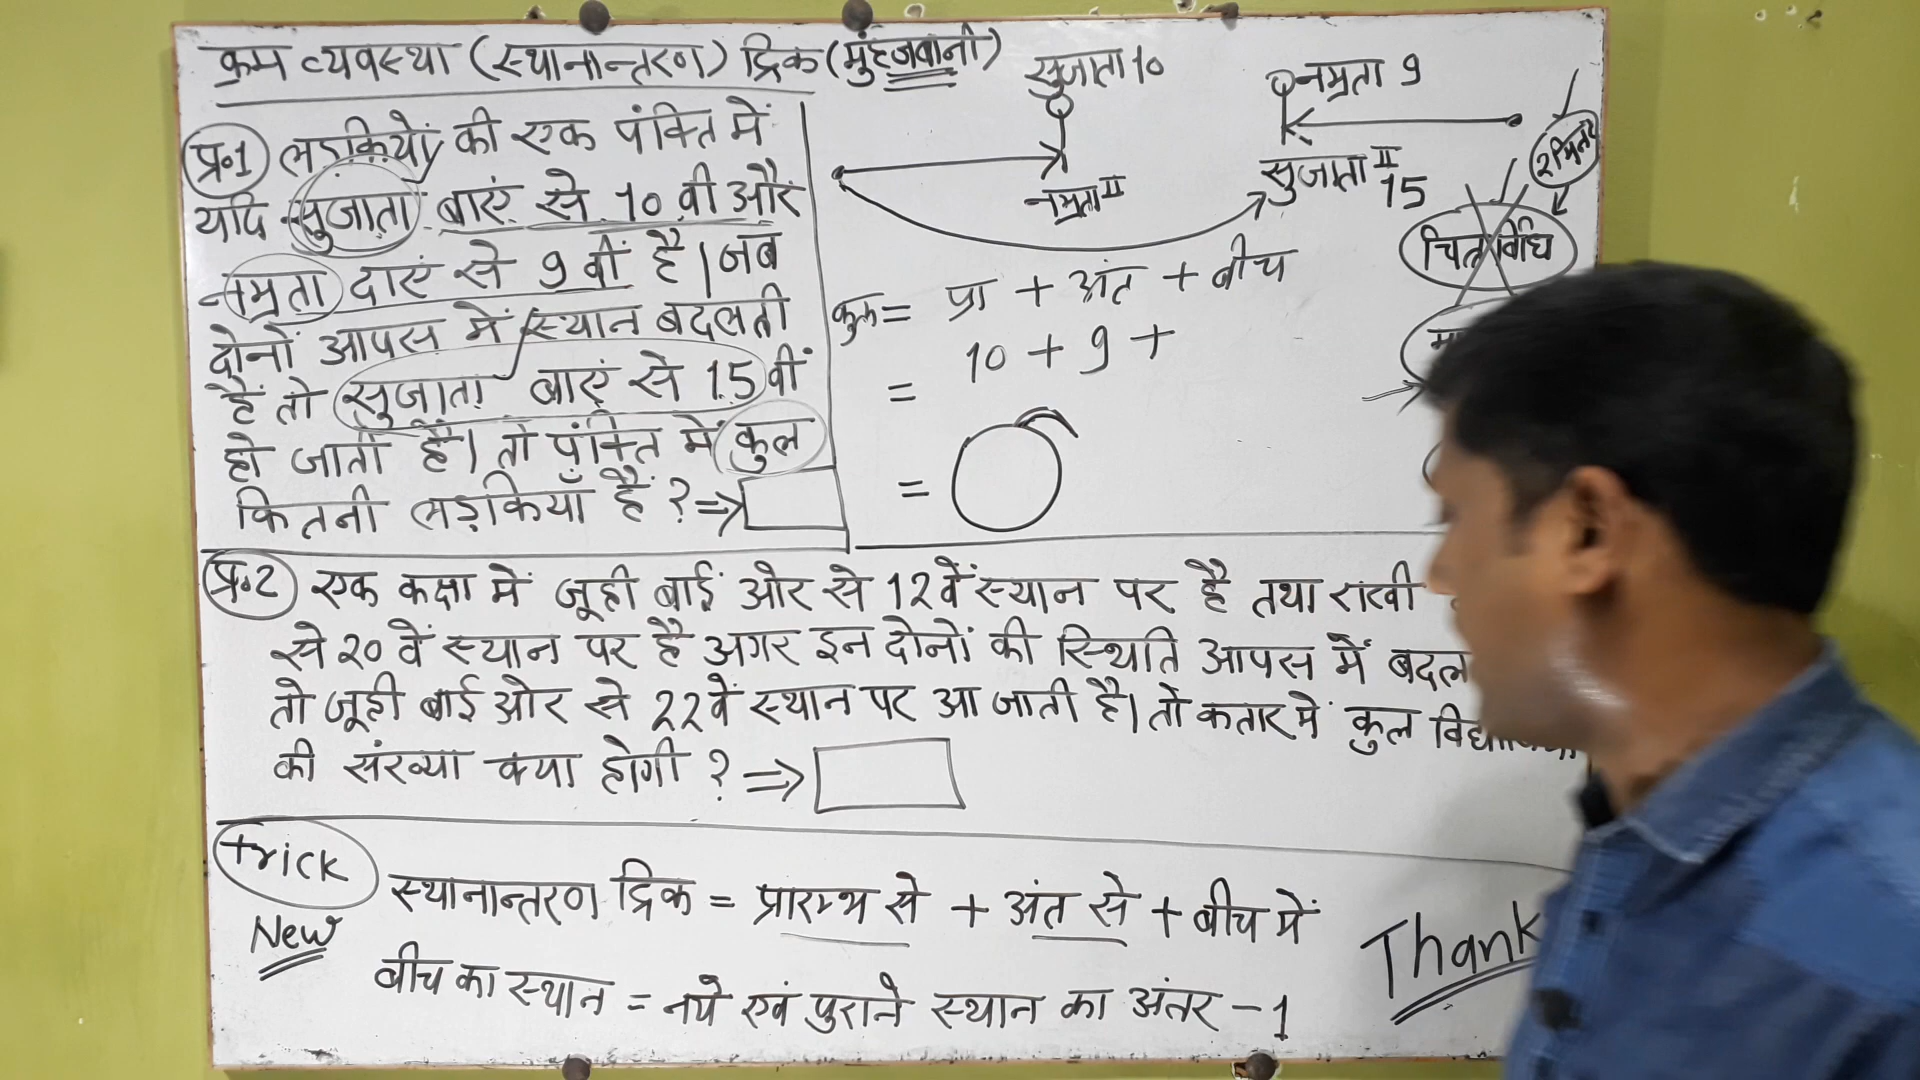 क्रम व्यवस्था (स्थानान्तरण) ट्रिक (मुंहजबानी)
प्र.1 लड़कियों की एक पंक्ति में
यदि सुजाता बाएं से 10 वीं और
नम्रता दाएं से 9 वीं है। जब
दोनों आपस में स्थान बदलती
हैं तो सुजाता बाएं से 15 वीं
हो जाती है। तो पंक्ति में कुल
कितनी लड़कियाँ हैं ? ⇒
सुजाता 10
नम्रता 9
नम्रता II
सुजाता II
15
2 मिनट
चित्र विधि
कुल = प्रा + अंत + बीच
= 10 + 9 +
=
प्र.2 एक कक्षा में जूही बाईं ओर से 12 वें स्थान पर है तथा राखी
से 20 वें स्थान पर है अगर इन दोनों की स्थिति आपस में बदल
तो जूही बाईं ओर से 22 वें स्थान पर आ जाती है। तो कतार में कुल
की संख्या क्या होगी ? ⇒
trick
New
स्थानान्तरण ट्रिक = प्रारम्भ से + अंत से + बीच में
बीच का स्थान = नये एवं पुराने स्थान का अंतर - 1
Thank